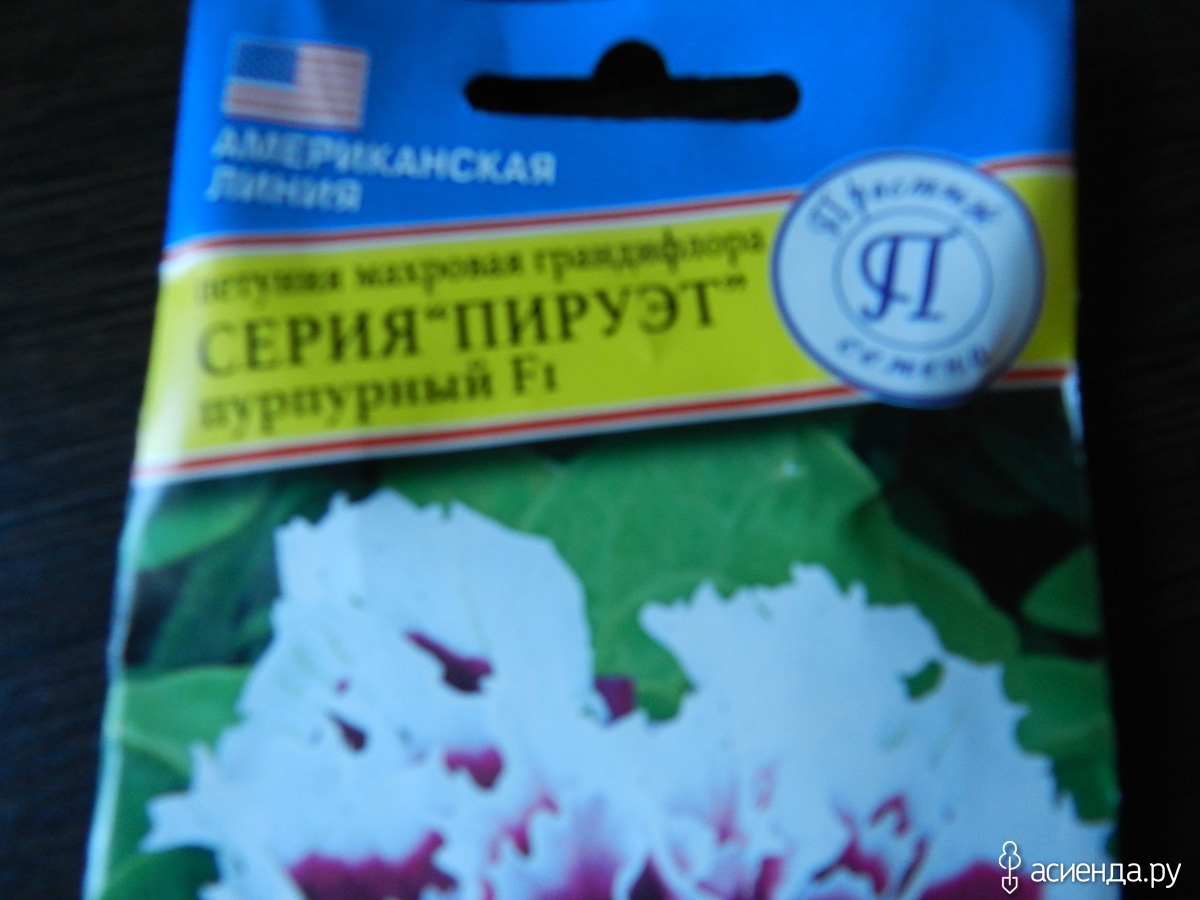 АМЕРИКАНСКАЯ
ЛИНИЯ
петуния махровая грандифлора
СЕРИЯ "ПИРУЭТ"
пурпурный F1
Престиж
П
семена
асиенда.ру